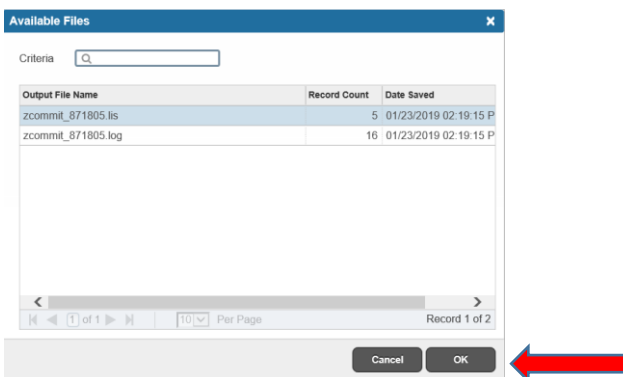 Available Files
Criteria
Output File Name Record Count Date Saved
zcommit_871805.lis 5 01/23/2019 02:19:15 P
zcommit_871805.log 16 01/23/2019 02:19:15 P
1 of 1 10 Per Page Record 1 of 2
Cancel OK